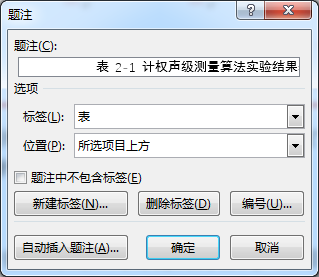 题注
题注(C):
表 2-1 计权声级测量算法实验结果
选项
标签(L): 表
位置(P): 所选项目上方
题注中不包含标签(E)
新建标签(N)... 删除标签(D) 编号(U)...
自动插入题注(A)... 确定 取消